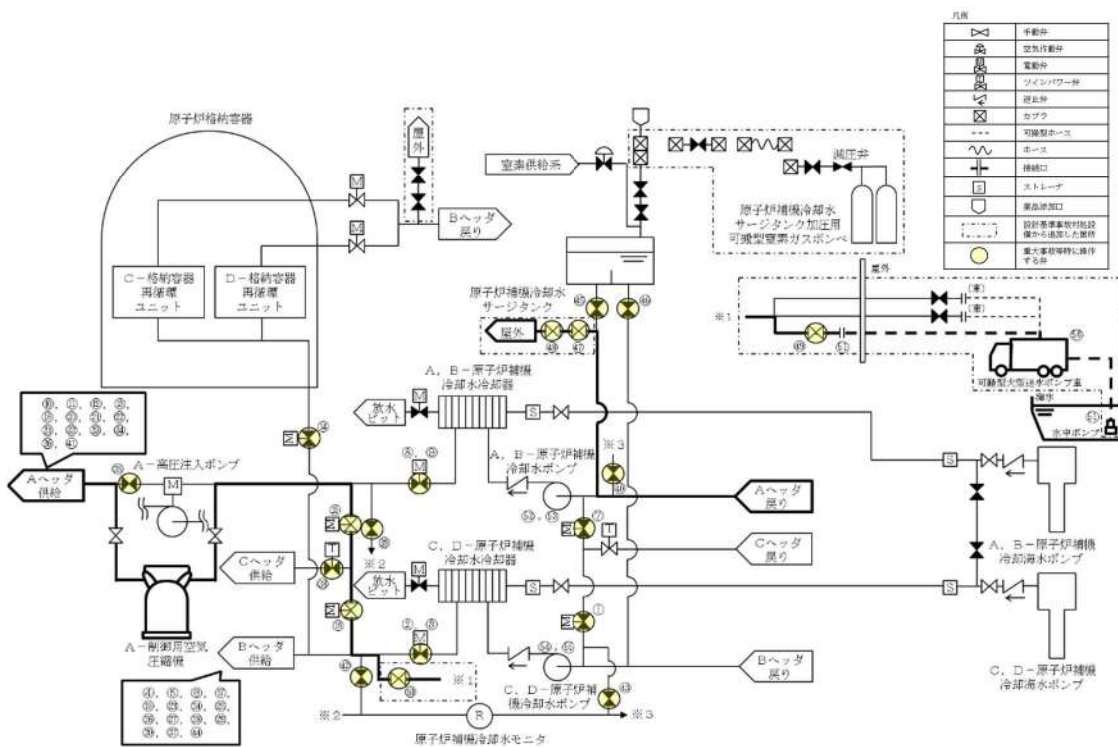 凡例
手動弁
空気作動弁
電動弁
ツインパワー弁
逆止弁
カプラ
可搬型ホース
ホース
接続口
S
ストレーナ
薬品添加口
設計基準事故対処設
備から追加した箇所
重大事故等時に操作
する弁
原子炉格納容器
屋外
M
M
Bヘッダ
戻り
C-格納容器
再循環
ユニット
D-格納容器
再循環
ユニット
窒素供給系
減圧弁
原子炉補機冷却水
サージタンク加圧用
可搬型窒素ガスボンベ
原子炉補機冷却水
サージタンク
屋外
※1
屋外
(東)
可搬型大型送水ポンプ車
海水
水中ポンプ
A,B-原子炉補機
冷却水冷却器
放水
ピット
M
S
A-高圧注入ポンプ
M
Aヘッダ
供給
A,B-原子炉補機
冷却水ポンプ
※3
Aヘッダ
戻り
S
※2
C,D-原子炉補機
冷却水冷却器
T
Cヘッダ
供給
放水
ピット
M
T
Cヘッダ
戻り
S
S
A,B-原子炉補機
冷却海水ポンプ
A-制御用空気
圧縮機
Bヘッダ
供給
②,③
M
①
Bヘッダ
戻り
C,D-原子炉補
機冷却水ポンプ
C,D-原子炉補機
冷却海水ポンプ
※1
※2
R
※3
原子炉補機冷却水モニタ